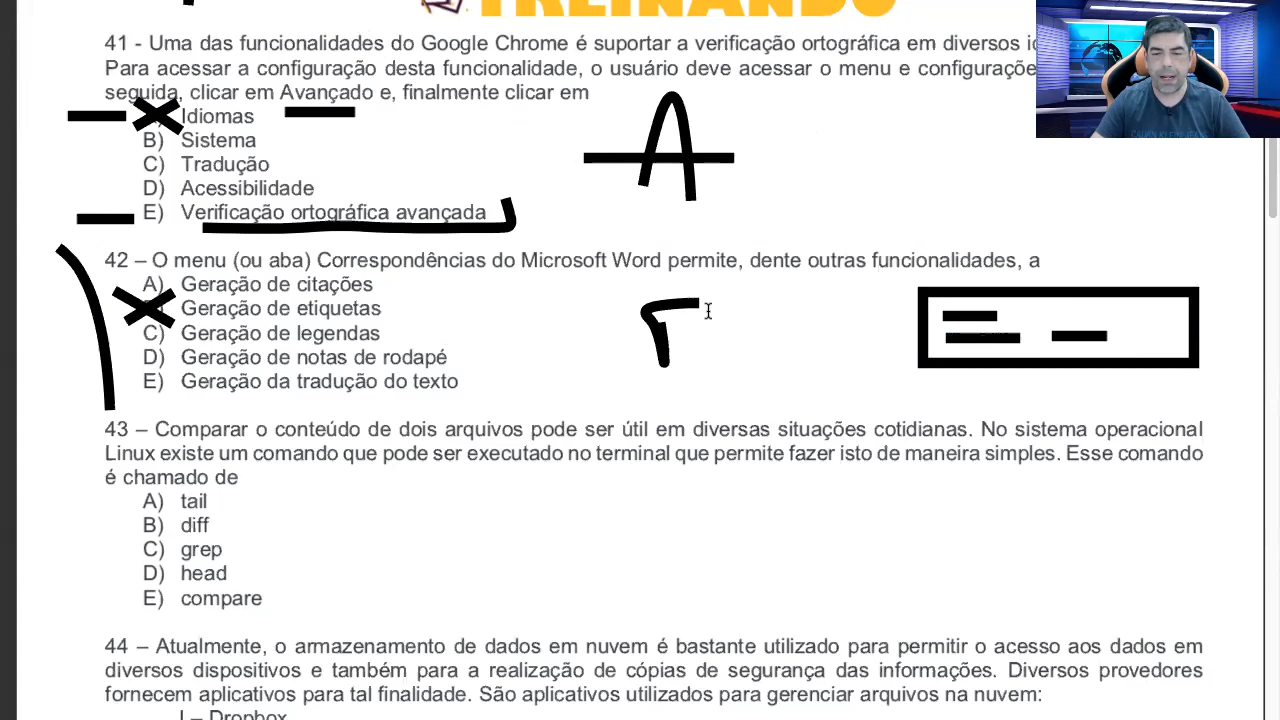 TREINANDO
41 - Uma das funcionalidades do Google Chrome é suportar a verificação ortográfica em diversos
Para acessar a configuração desta funcionalidade, o usuário deve acessar o menu e
seguida, clicar em Avançado e, finalmente clicar em
Idiomas
B) Sistema
C) Tradução
D) Acessibilidade
E) Verificação ortográfica avançada
A
42 – O menu (ou aba) Correspondências do Microsoft Word permite, dente outras funcionalidades, a
A) Geração de citações
Geração de etiquetas
C) Geração de legendas
D) Geração de notas de rodapé
E) Geração da tradução do texto
43 – Comparar o conteúdo de dois arquivos pode ser útil em diversas situações cotidianas. No sistema operacional
Linux existe um comando que pode ser executado no terminal que permite fazer isto de maneira simples. Esse comando
é chamado de
A) tail
B) diff
C) grep
D) head
E) compare
44 – Atualmente, o armazenamento de dados em nuvem é bastante utilizado para permitir o acesso aos dados em
diversos dispositivos e também para a realização de cópias de segurança das informações. Diversos provedores
fornecem aplicativos para tal finalidade. São aplicativos utilizados para gerenciar arquivos na nuvem:
I – Dropbox